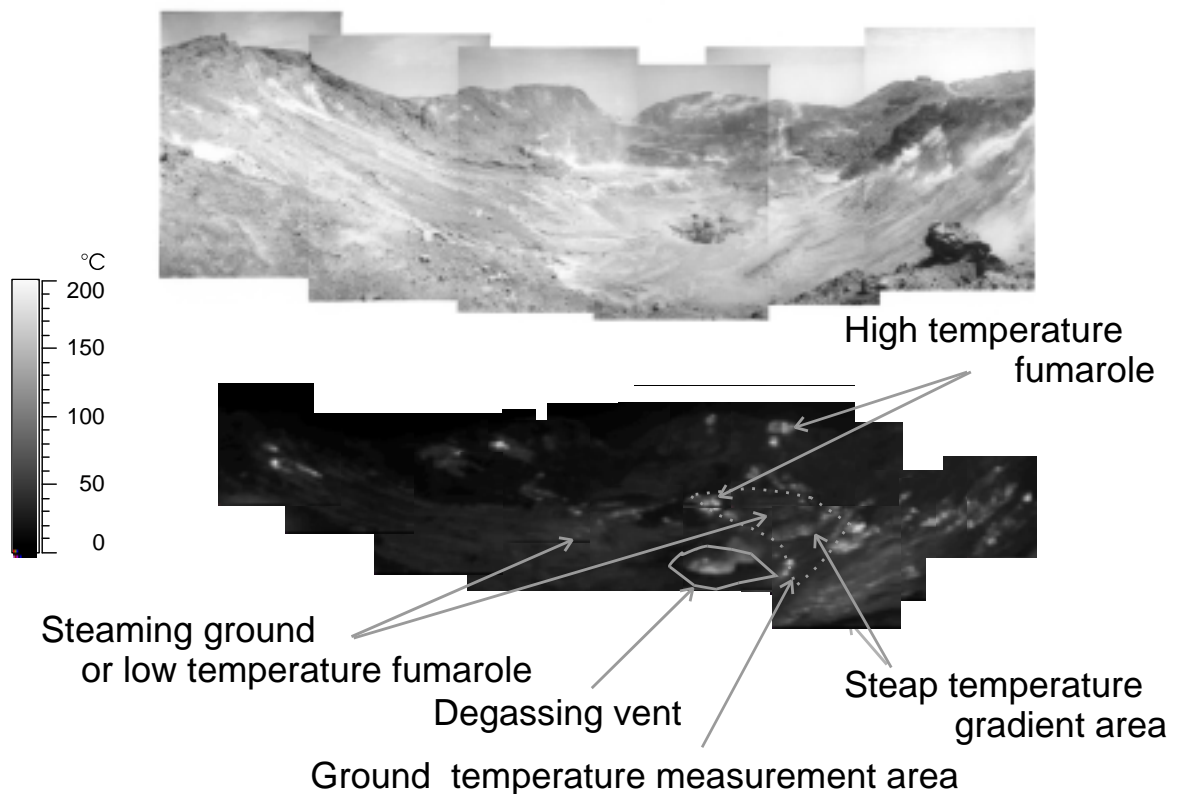 °C
200
150
100
50
0
High temperature
fumarole
Steaming ground
or low temperature fumarole
Degassing vent
Steap temperature
gradient area
Ground temperature measurement area